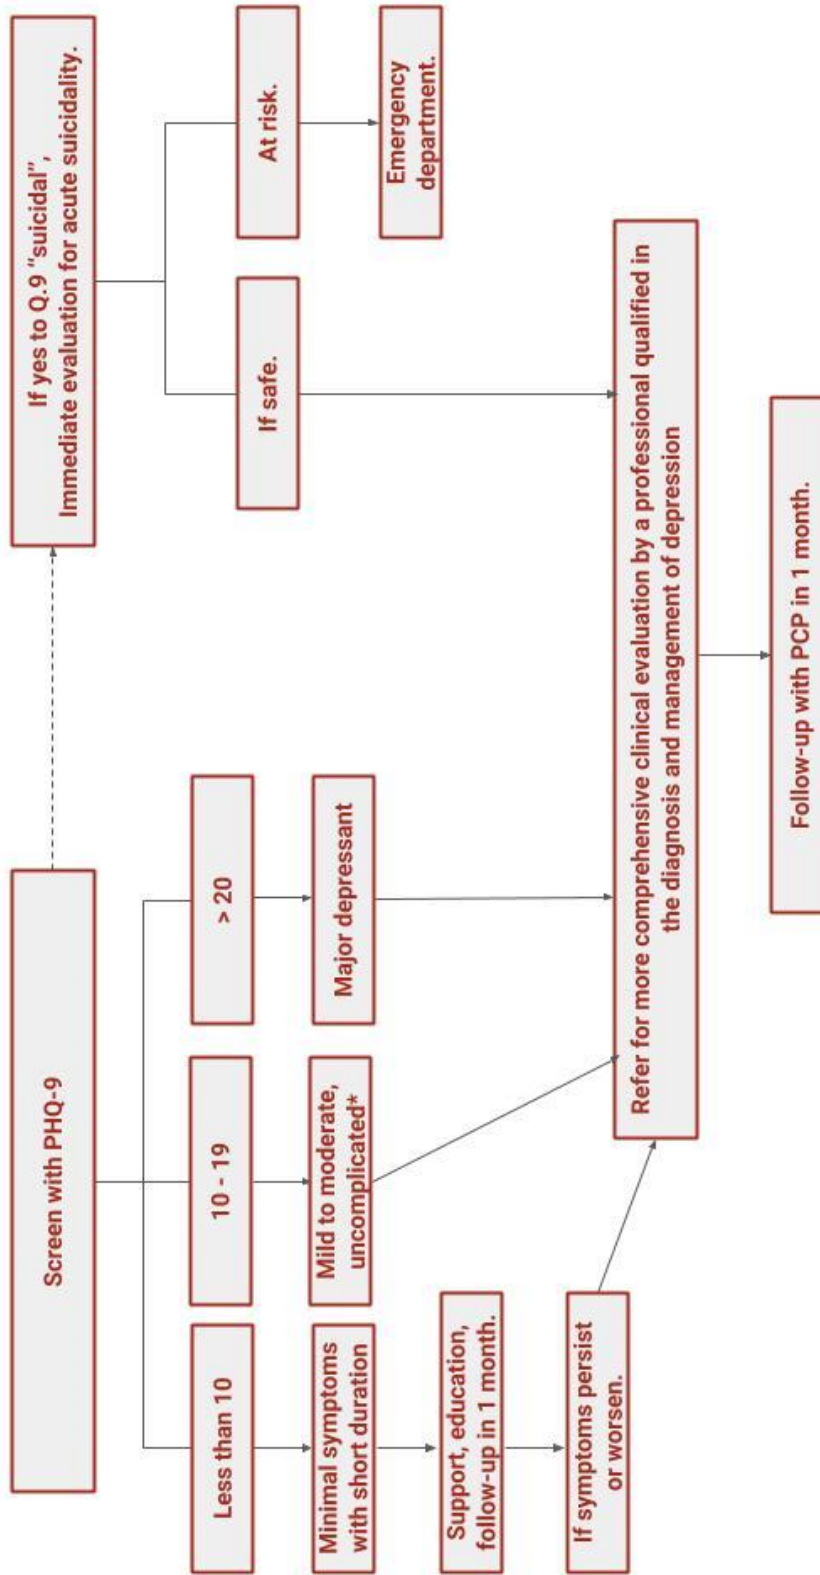 Screen with PHQ-9
If yes to Q.9 "suicidal",
Immediate evaluation for acute suicidality.
Less than 10
10 - 19
> 20
If safe.
At risk.
Minimal symptoms
with short duration
Mild to moderate,
uncomplicated*
Major depressant
Emergency
department.
Support, education,
follow-up in 1 month.
If symptoms persist
or worsen.
Refer for more comprehensive clinical evaluation by a professional qualified in
the diagnosis and management of depression
Follow-up with PCP in 1 month.